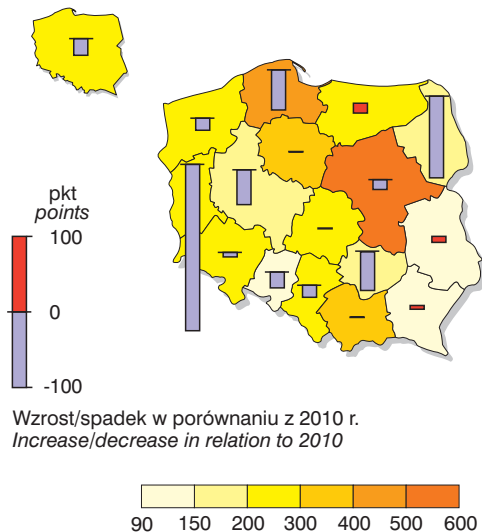 pkt
points
100
0
-100
Wzrost/spadek w porównaniu z 2010 r.
Increase/decrease in relation to 2010
90 150 200 300 400 500 600